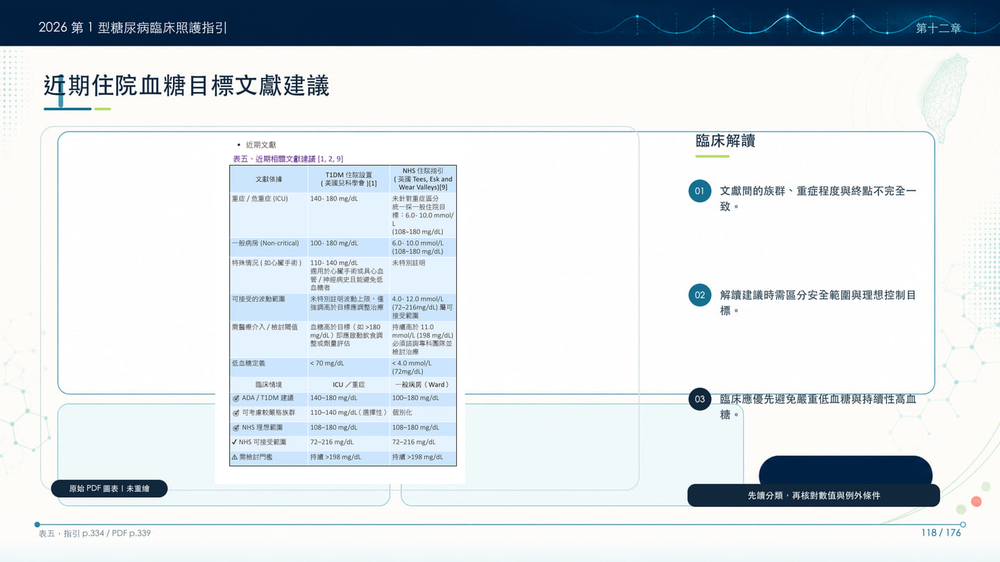 2026 第 1 型糖尿病臨床照護指引
第十二章
近期住院血糖目標文獻建議
• 近期文獻
表五、近期相關文獻建議 [1, 2, 9]
文獻依據
T1DM 住院設置
( 美國兒科學會 )[1]
NHS 住院指引
( 英國 Tees, Esk and
Wear Valleys)[9]
重症 / 危重症 (ICU)
140- 180 mg/dL
未針對重症區分
統一採一般住院目
標：6.0- 10.0 mmol/
L
(108–180 mg/dL)
一般病房 (Non-critical)
100- 180 mg/dL
6.0- 10.0 mmol/L
(108–180 mg/dL)
特殊情況 ( 如心臟手術 )
110- 140 mg/dL
適用於心臟手術或具心血
管 / 神經病史且能避免低
血糖者
未特別註明
可接受的波動範圍
未特別註明波動上限，僅
強調高於目標應調整治療
4.0- 12.0 mmol/L
(72–216mg/dL) 屬可
接受範圍
需醫療介入 / 檢討閾值
血糖高於目標（如 >180
mg/dL ）即應啟動飲食調
整或劑量評估
持續高於 11.0
mmol/L (198 mg/dL)
必須諮詢專科團隊並
檢討治療
低血糖定義
< 70 mg/dL
< 4.0 mmol/L
(72mg/dL)
臨床情境
ICU ／重症
一般病房（ Ward ）
ADA / T1DM 建議
140–180 mg/dL
100–180 mg/dL
可考慮較嚴格族群
110–140 mg/dL（ 選擇性 ）
個別化
NHS 理想範圍
108–180 mg/dL
108–180 mg/dL
✓ NHS 可接受範圍
72–216 mg/dL
72–216 mg/dL
⚠ 需檢討門檻
持續 >198 mg/dL
持續 >198 mg/dL
臨床解讀
01
文獻間的族群、重症程度與終點不完全一
致。
02
解讀建議時需區分安全範圍與理想控制目
標。
03
臨床應優先避免嚴重低血糖與持續性高血
糖。
原始 PDF 圖表｜未重繪
先讀分類，再核對數值與例外條件
表五・指引 p.334 / PDF p.339
118 / 176